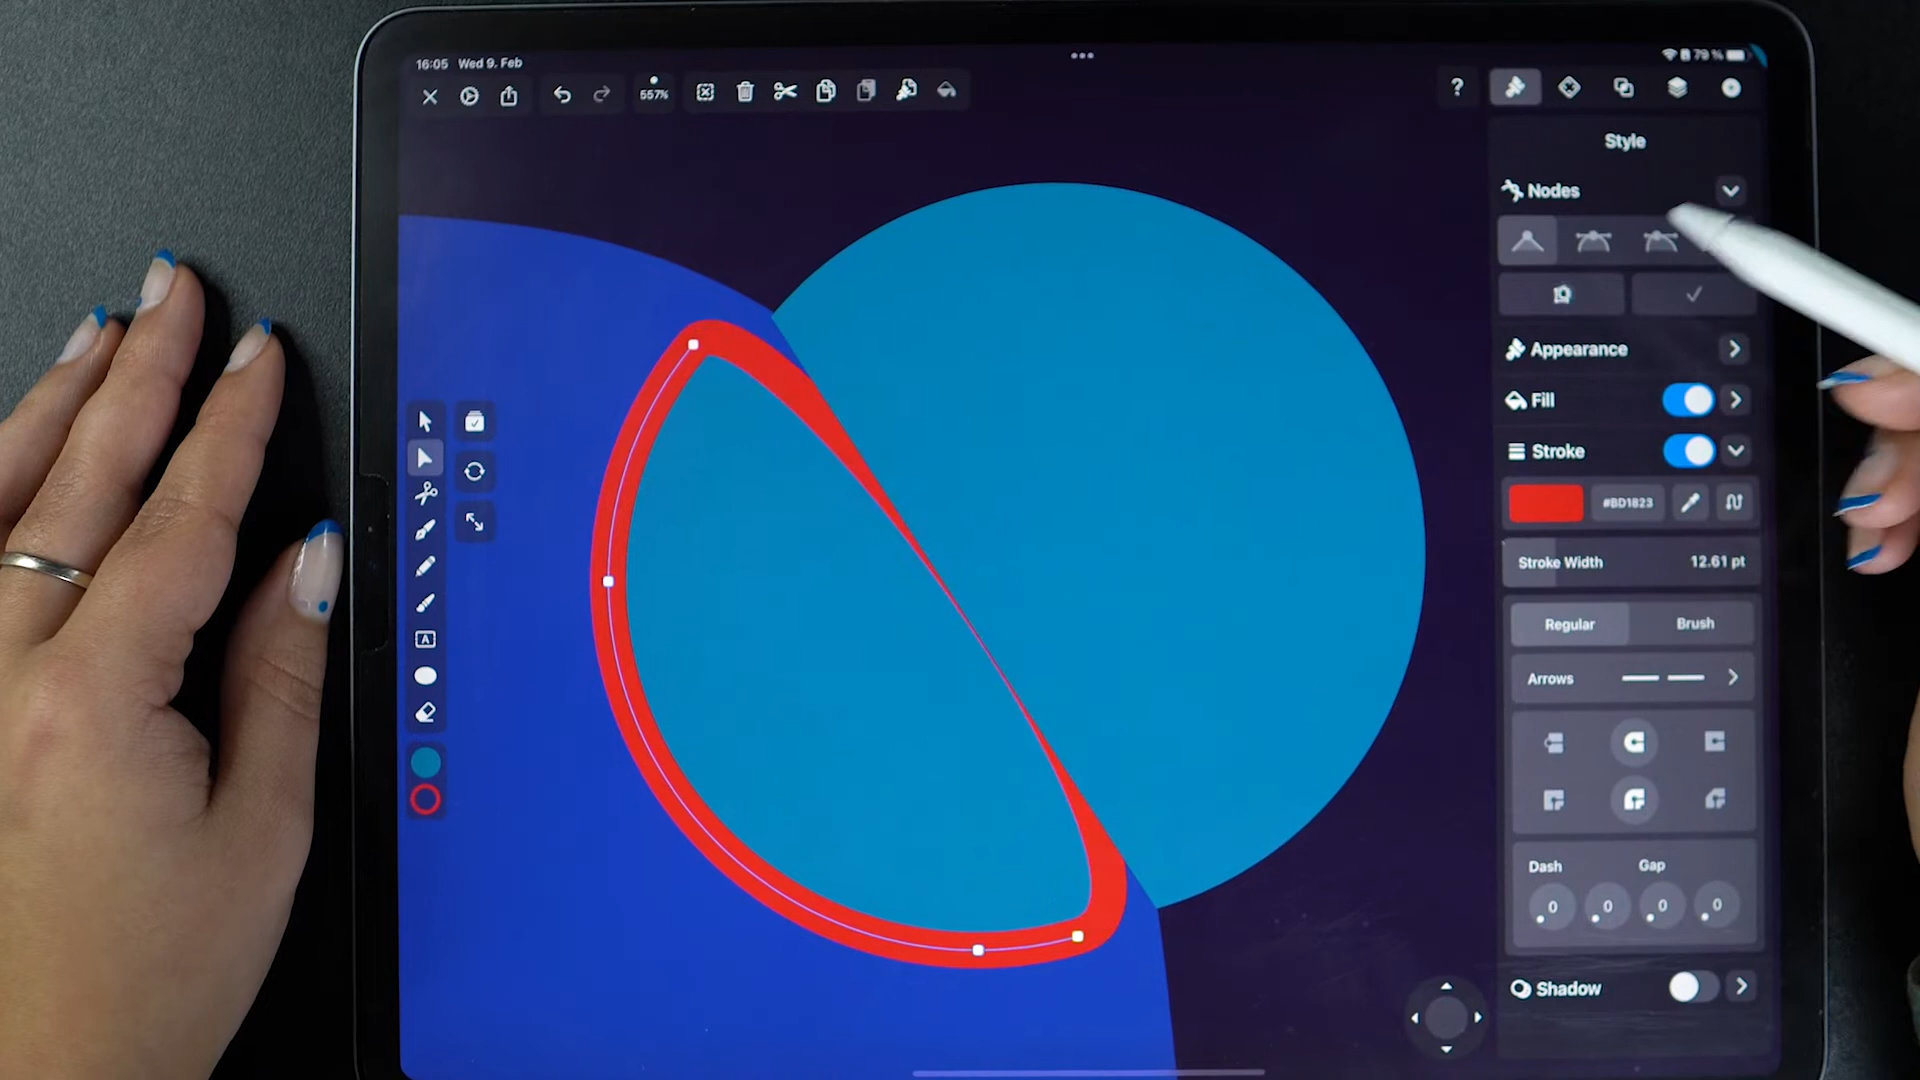 16:05 Wed 9. Feb
79 %
557%
?
Style
Nodes
Appearance
Fill
Stroke
#BD1823
Stroke Width 12.61 pt
Regular Brush
Arrows
A
Dash Gap
0 0 0 0
Shadow